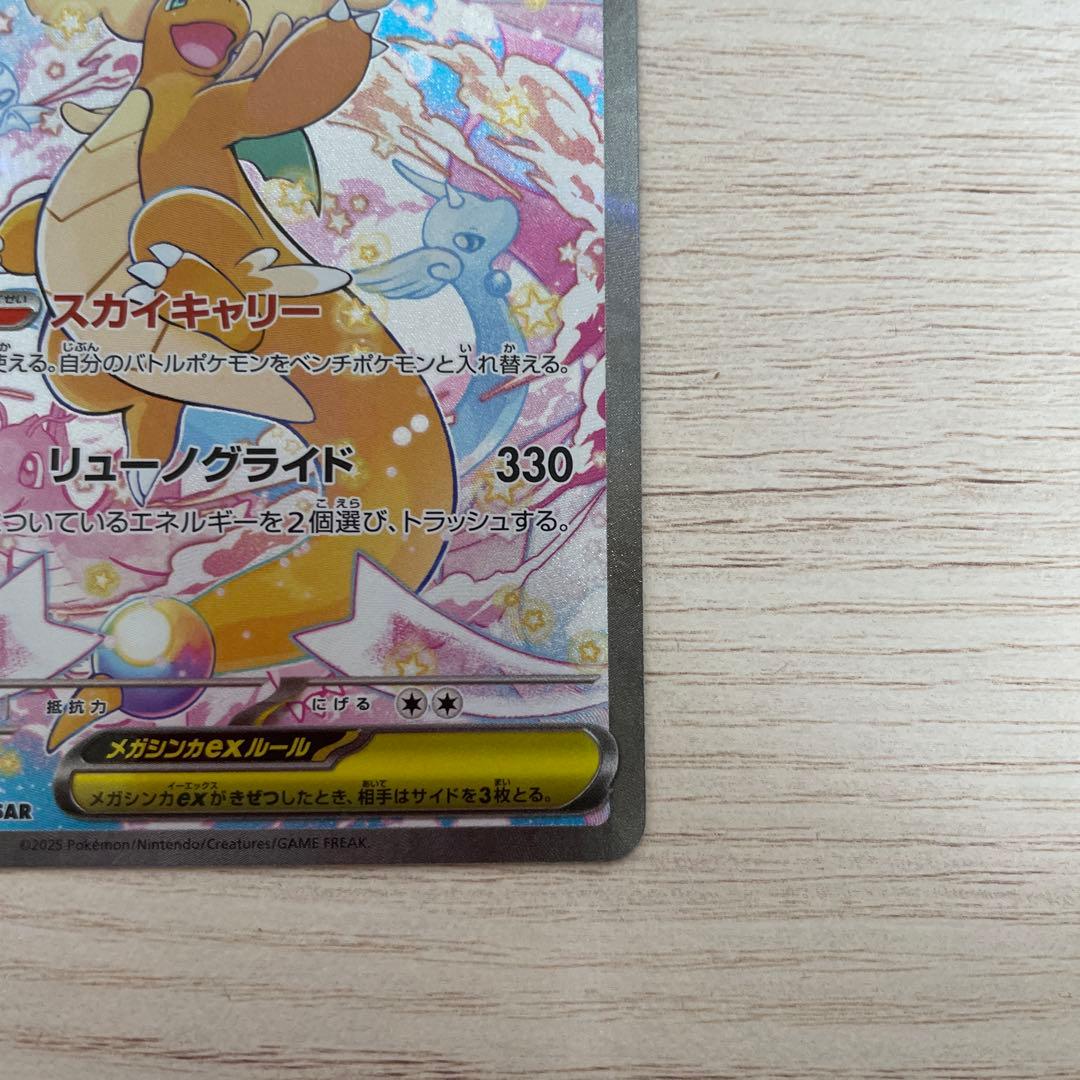 スカイキャリー
使える。自分のバトルポケモンをベンチポケモンと入れ替える。
リューノグライド 330
ついているエネルギーを2個選び、トラッシュする。
抵抗力 にげる
メガシンカexルール
メガシンカexがきぜつしたとき、相手はサイドを3枚とる。
SAR
©2025 Pokémon/Nintendo/Creatures/GAME FREAK.